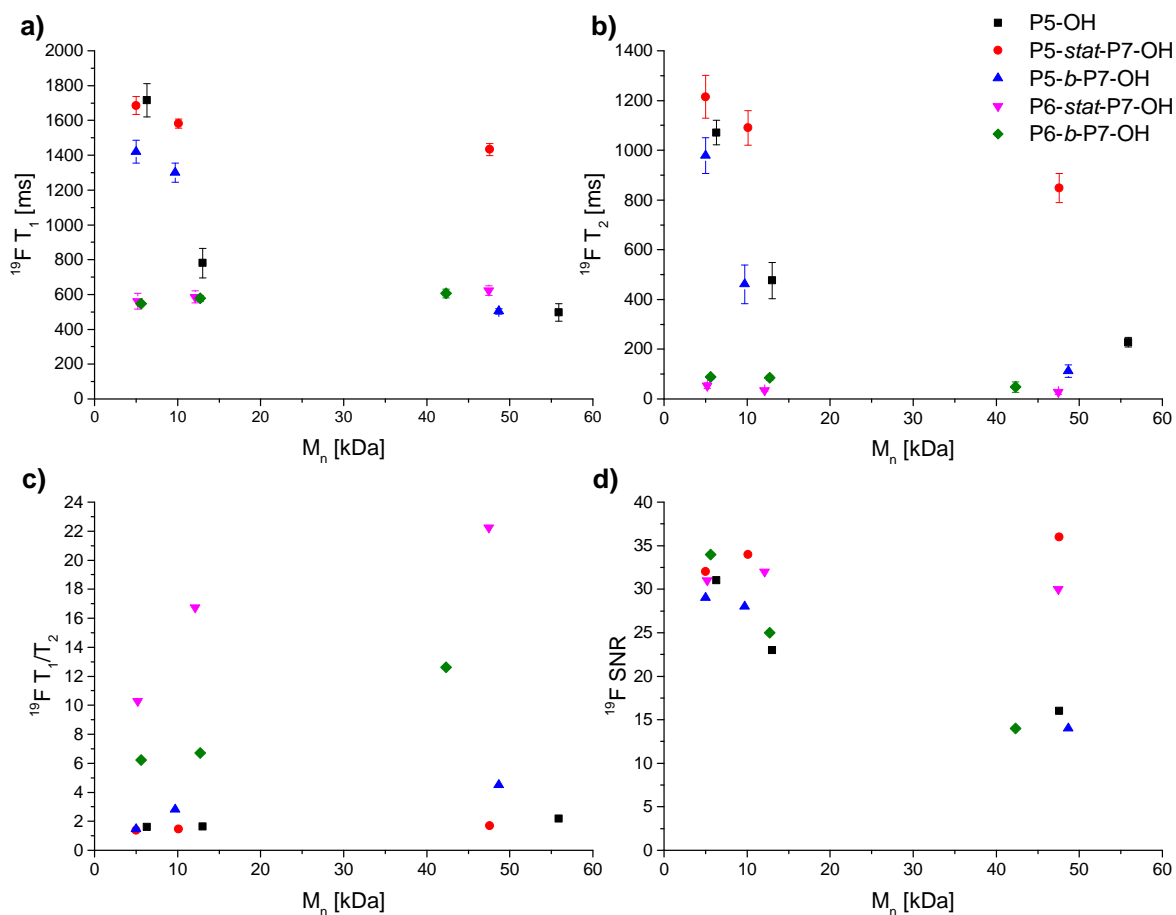 a)
2000
1800
1600
1400
1200
1000
800
600
400
200
0
¹⁹F T₁ [ms]
0 10 20 30 40 50 60
Mₙ [kDa]
b)
1400
1200
1000
800
600
400
200
0
¹⁹F T₂ [ms]
0 10 20 30 40 50 60
Mₙ [kDa]
P5-OH
P5-stat-P7-OH
P5-b-P7-OH
P6-stat-P7-OH
P6-b-P7-OH
c)
24
22
20
18
16
14
12
10
8
6
4
2
0
¹⁹F T₁/T₂
0 10 20 30 40 50 60
Mₙ [kDa]
d)
40
35
30
25
20
15
10
5
0
¹⁹F SNR
0 10 20 30 40 50 60
Mₙ [kDa]